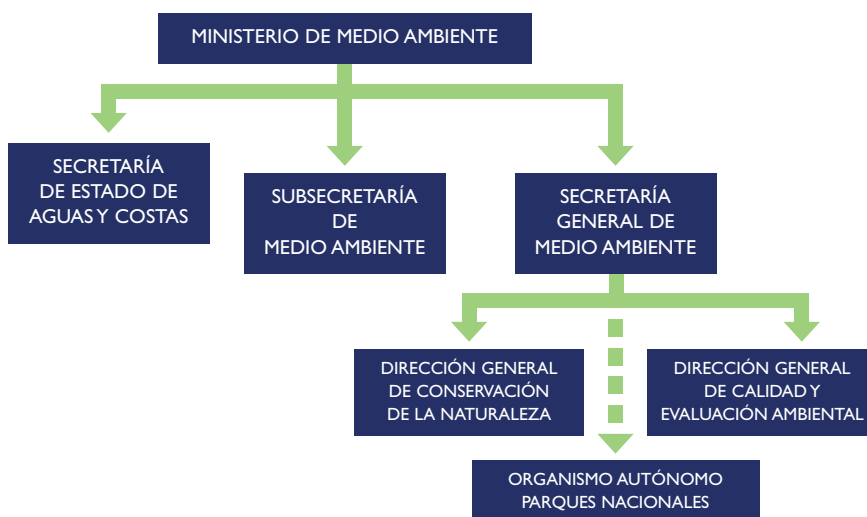 MINISTERIO DE MEDIO AMBIENTE
SECRETARÍA
DE ESTADO DE
AGUAS Y COSTAS
SUBSECRETARÍA
DE
MEDIO AMBIENTE
SECRETARÍA
GENERAL DE
MEDIO AMBIENTE
DIRECCIÓN GENERAL
DE CONSERVACIÓN
DE LA NATURALEZA
DIRECCIÓN GENERAL
DE CALIDAD Y
EVALUACIÓN AMBIENTAL
ORGANISMO AUTÓNOMO
PARQUES NACIONALES